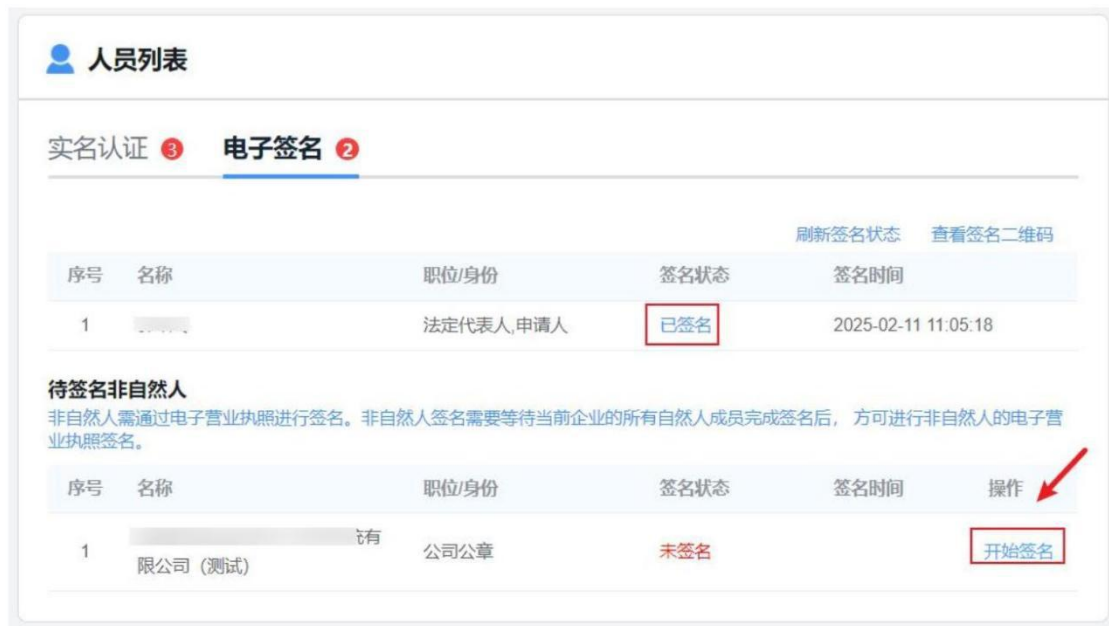 人员列表
实名认证 3 电子签名 2
刷新签名状态 查看签名二维码
序号 名称 职位/身份 签名状态 签名时间
1 法定代表人,申请人 已签名 2025-02-11 11:05:18
待签名非自然人
非自然人需通过电子营业执照进行签名。非自然人签名需要等待当前企业的所有自然人成员完成签名后， 方可进行非自然人的电子营
业执照签名。
序号 名称 职位/身份 签名状态 签名时间 操作
1 统有
限公司（测试） 公司公章 未签名 开始签名